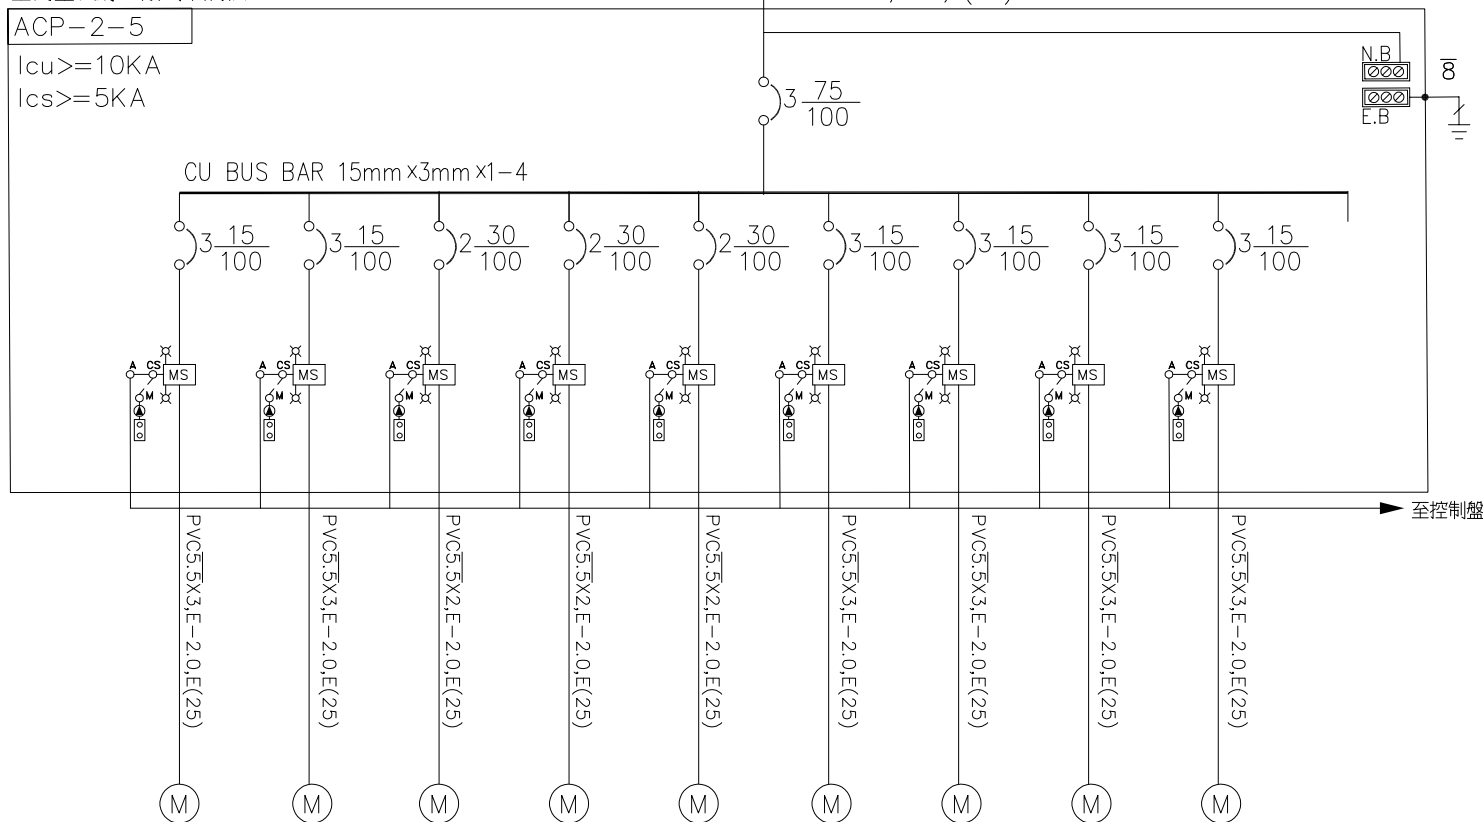 ACP-2-5
Icu>=10KA
Ics>=5KA
N.B
8
E.B
3 75
100
CU BUS BAR 15mm×3mm×1-4
3 15 3 15 2 30 2 30 2 30 3 15 3 15 3 15 3 15
100 100 100 100 100 100 100 100 100
A CS MS A CS MS A CS MS A CS MS A CS MS A CS MS A CS MS A CS MS A CS MS
M M M M M M M M M
至控制盤
PVC5.5X3,E-2.0,E(25)
PVC5.5X3,E-2.0,E(25)
PVC5.5X2,E-2.0,E(25)
PVC5.5X2,E-2.0,E(25)
PVC5.5X2,E-2.0,E(25)
PVC5.5X3,E-2.0,E(25)
PVC5.5X3,E-2.0,E(25)
PVC5.5X3,E-2.0,E(25)
PVC5.5X3,E-2.0,E(25)
M M M M M M M M M